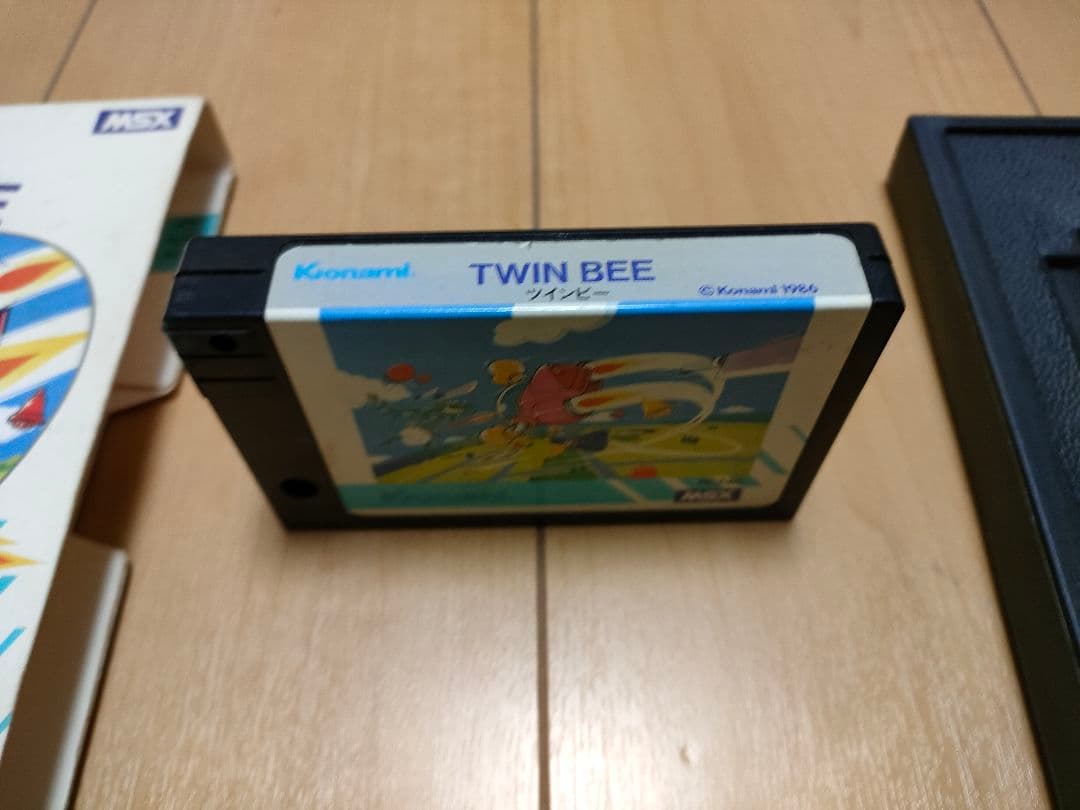 MSX
E
Konami
TWIN BEE
ツインビー
© Konami 1986
MSX